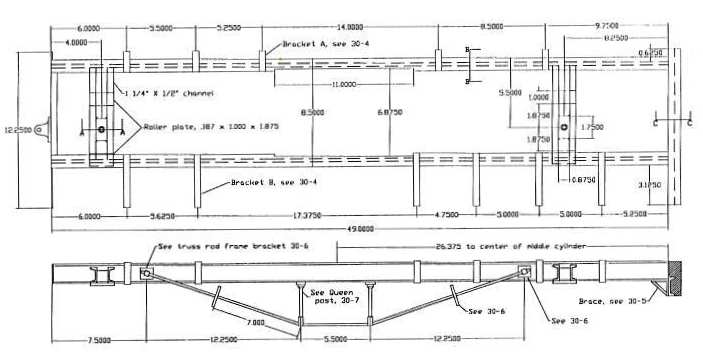 6.0000 5.5000 5.2500 14.0000 8.5000 9.7500
4.0000 8.2500
Bracket A, see 30-4
B
0.6250
B
1 1/4" X 1/2" channel
11.0000
8.5000 6.8750
5.5000
1.0000
1.8750
1.7500
1.8750
12.2500
A A
Roller plate, .187 x 1.000 x 1.875
C C
0.8750
3.1250
Bracket B, see 30-4
6.0000 5.6250 17.3750 4.7500 5.0000 5.0000 5.2500
49.0000
See truss rod frame bracket 30-6
26.375 to center of middle cylinder
See Queen
post, 30-7
7.000
See 30-6
See 30-6
Brace, see 30-5
7.5000 12.2500 5.5000 12.2500